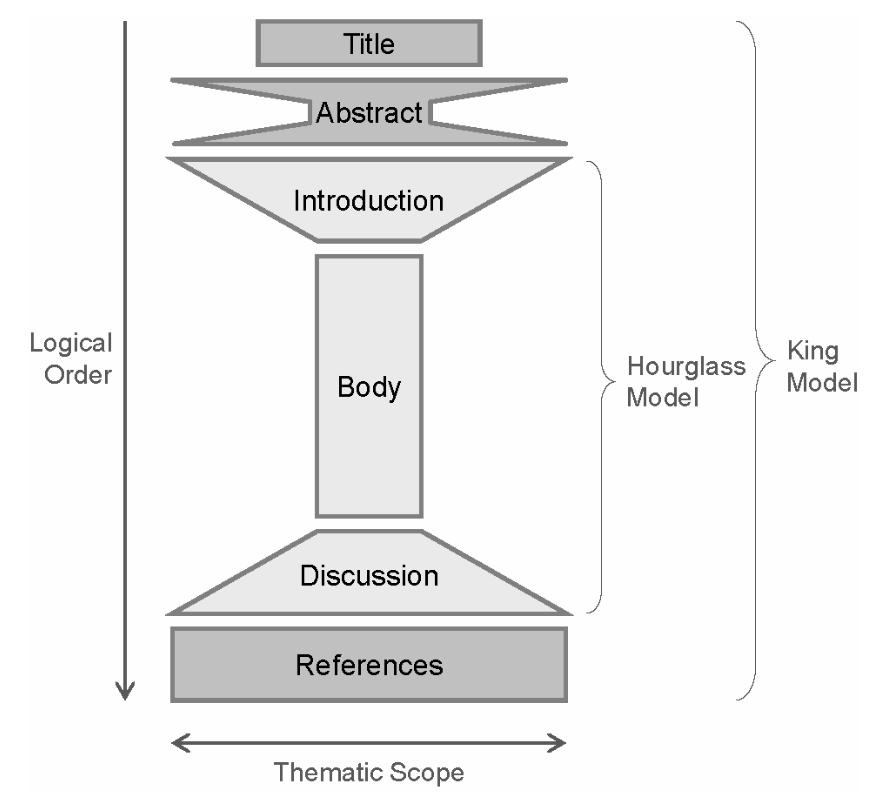 Title
Abstract
Introduction
Body
Discussion
References
Logical
Order
Hourglass
Model
King
Model
Thematic Scope